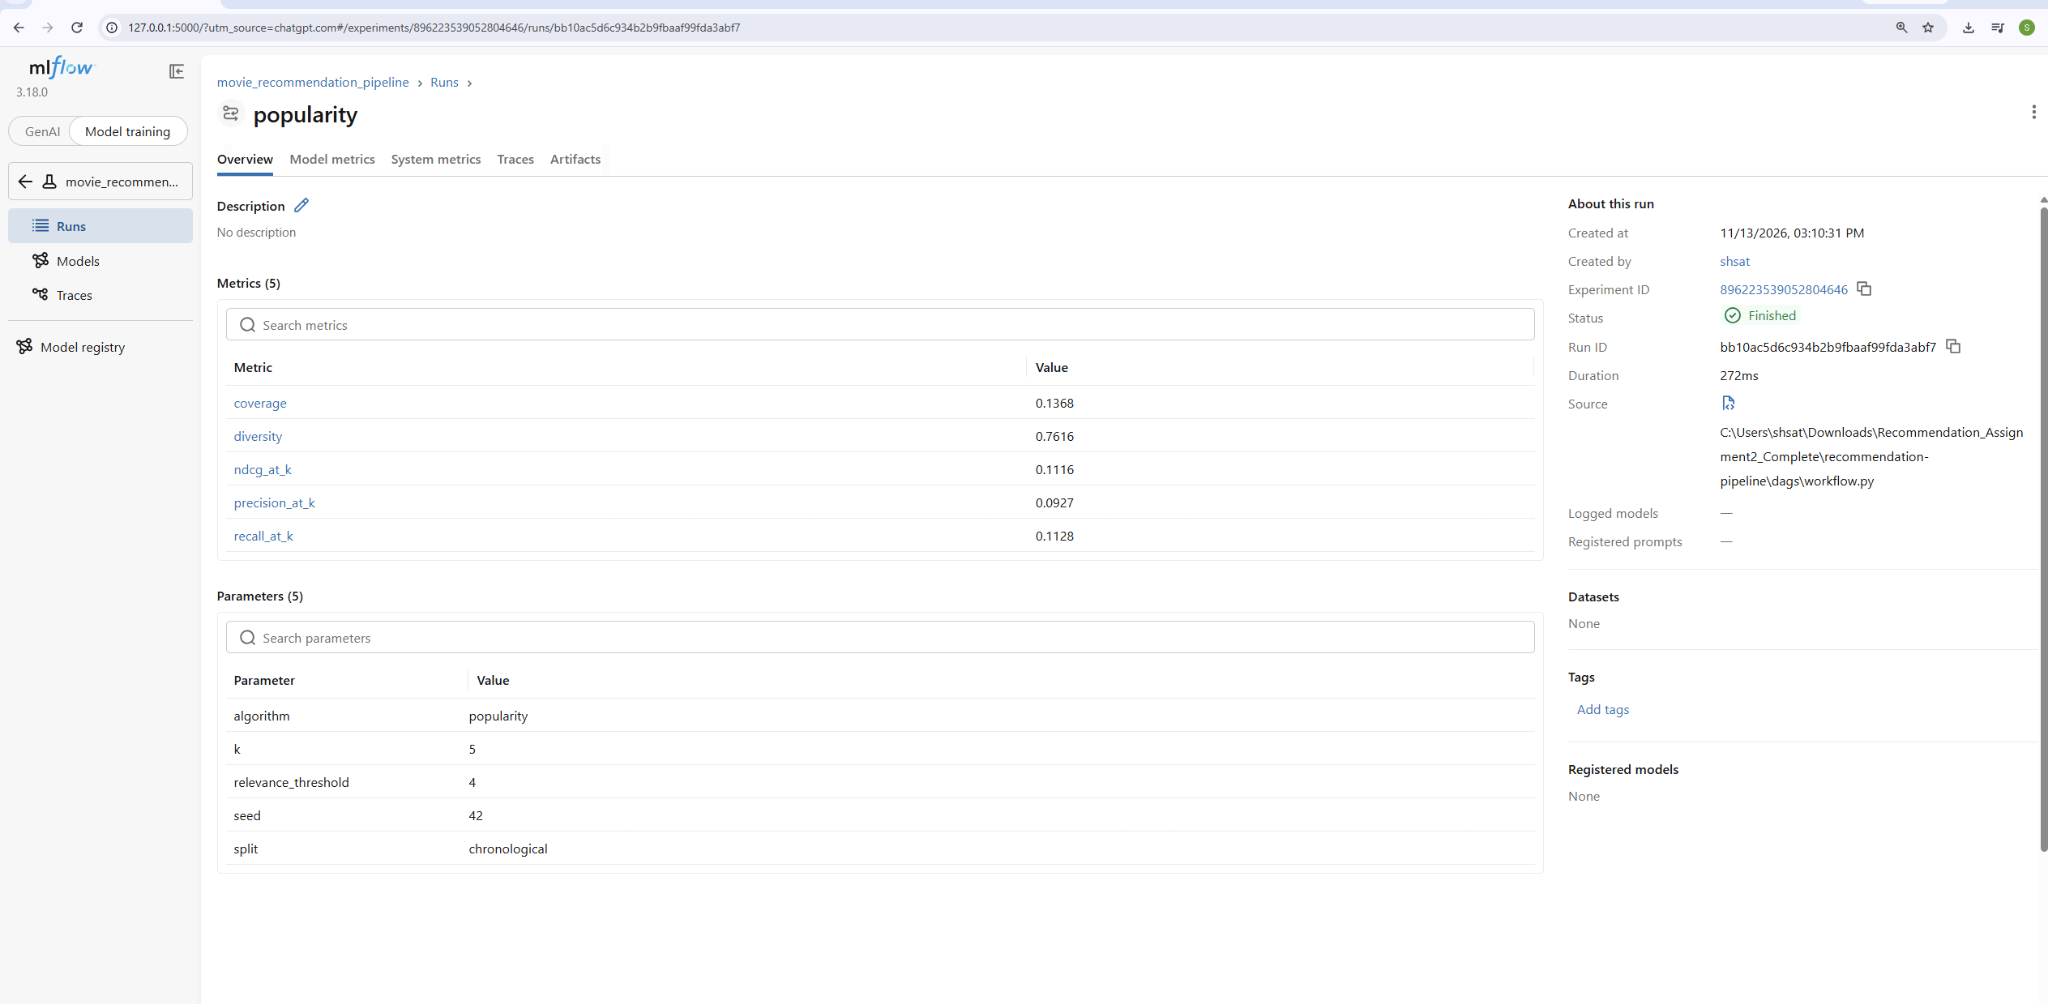 127.0.0.1:5000/?utm_source=chatgpt.com#/experiments/896223539052804646/runs/bb10ac5d6c934b2b9fbaaf99fda3abf7
S
mlflow
3.18.0
GenAI
Model training
movie_recommen...
Runs
Models
Traces
Model registry
movie_recommendation_pipeline › Runs ›
popularity
Overview
Model metrics
System metrics
Traces
Artifacts
Description
No description
Metrics (5)
Search metrics
Metric Value
coverage 0.1368
diversity 0.7616
ndcg_at_k 0.1116
precision_at_k 0.0927
recall_at_k 0.1128
Parameters (5)
Search parameters
Parameter Value
algorithm popularity
k 5
relevance_threshold 4
seed 42
split chronological
About this run
Created at 11/13/2026, 03:10:31 PM
Created by shsat
Experiment ID 896223539052804646
Status Finished
Run ID bb10ac5d6c934b2b9fbaaf99fda3abf7
Duration 272ms
Source
C:\Users\shsat\Downloads\Recommendation_Assign
ment2_Complete\recommendation-
pipeline\dags\workflow.py
Logged models —
Registered prompts —
Datasets
None
Tags
Add tags
Registered models
None